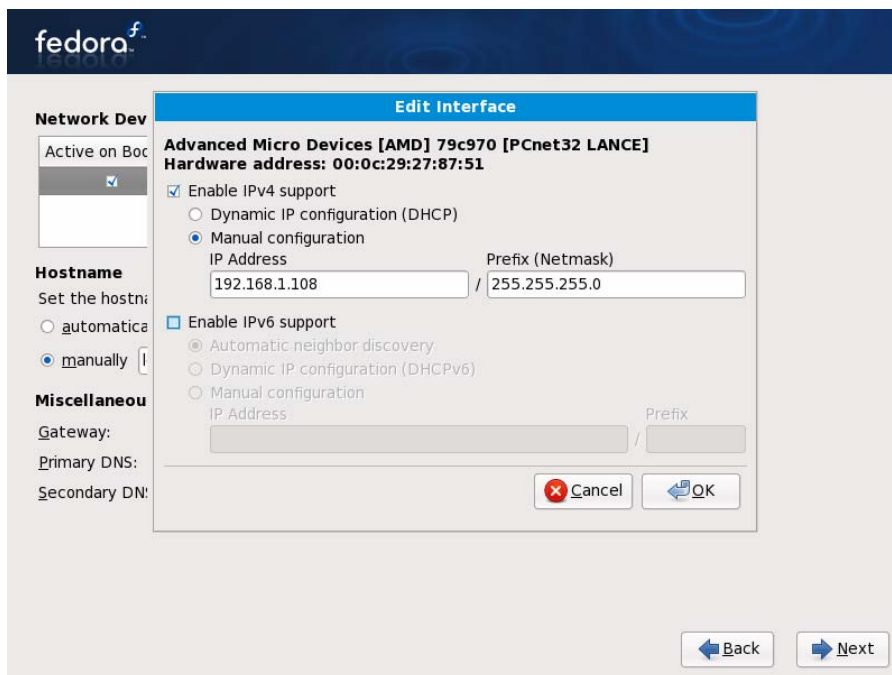 fedora
Edit Interface
Network Dev
Active on Boo
Advanced Micro Devices [AMD] 79c970 [PCnet32 LANCE]
Hardware address: 00:0c:29:27:87:51
Enable IPv4 support
Dynamic IP configuration (DHCP)
Manual configuration
IP Address Prefix (Netmask)
192.168.1.108 / 255.255.255.0
Hostname
Set the hostna
automatica
manually
Enable IPv6 support
Automatic neighbor discovery
Dynamic IP configuration (DHCPv6)
Manual configuration
IP Address Prefix
/
Miscellaneou
Gateway:
Primary DNS:
Secondary DNS
Cancel OK
Back Next